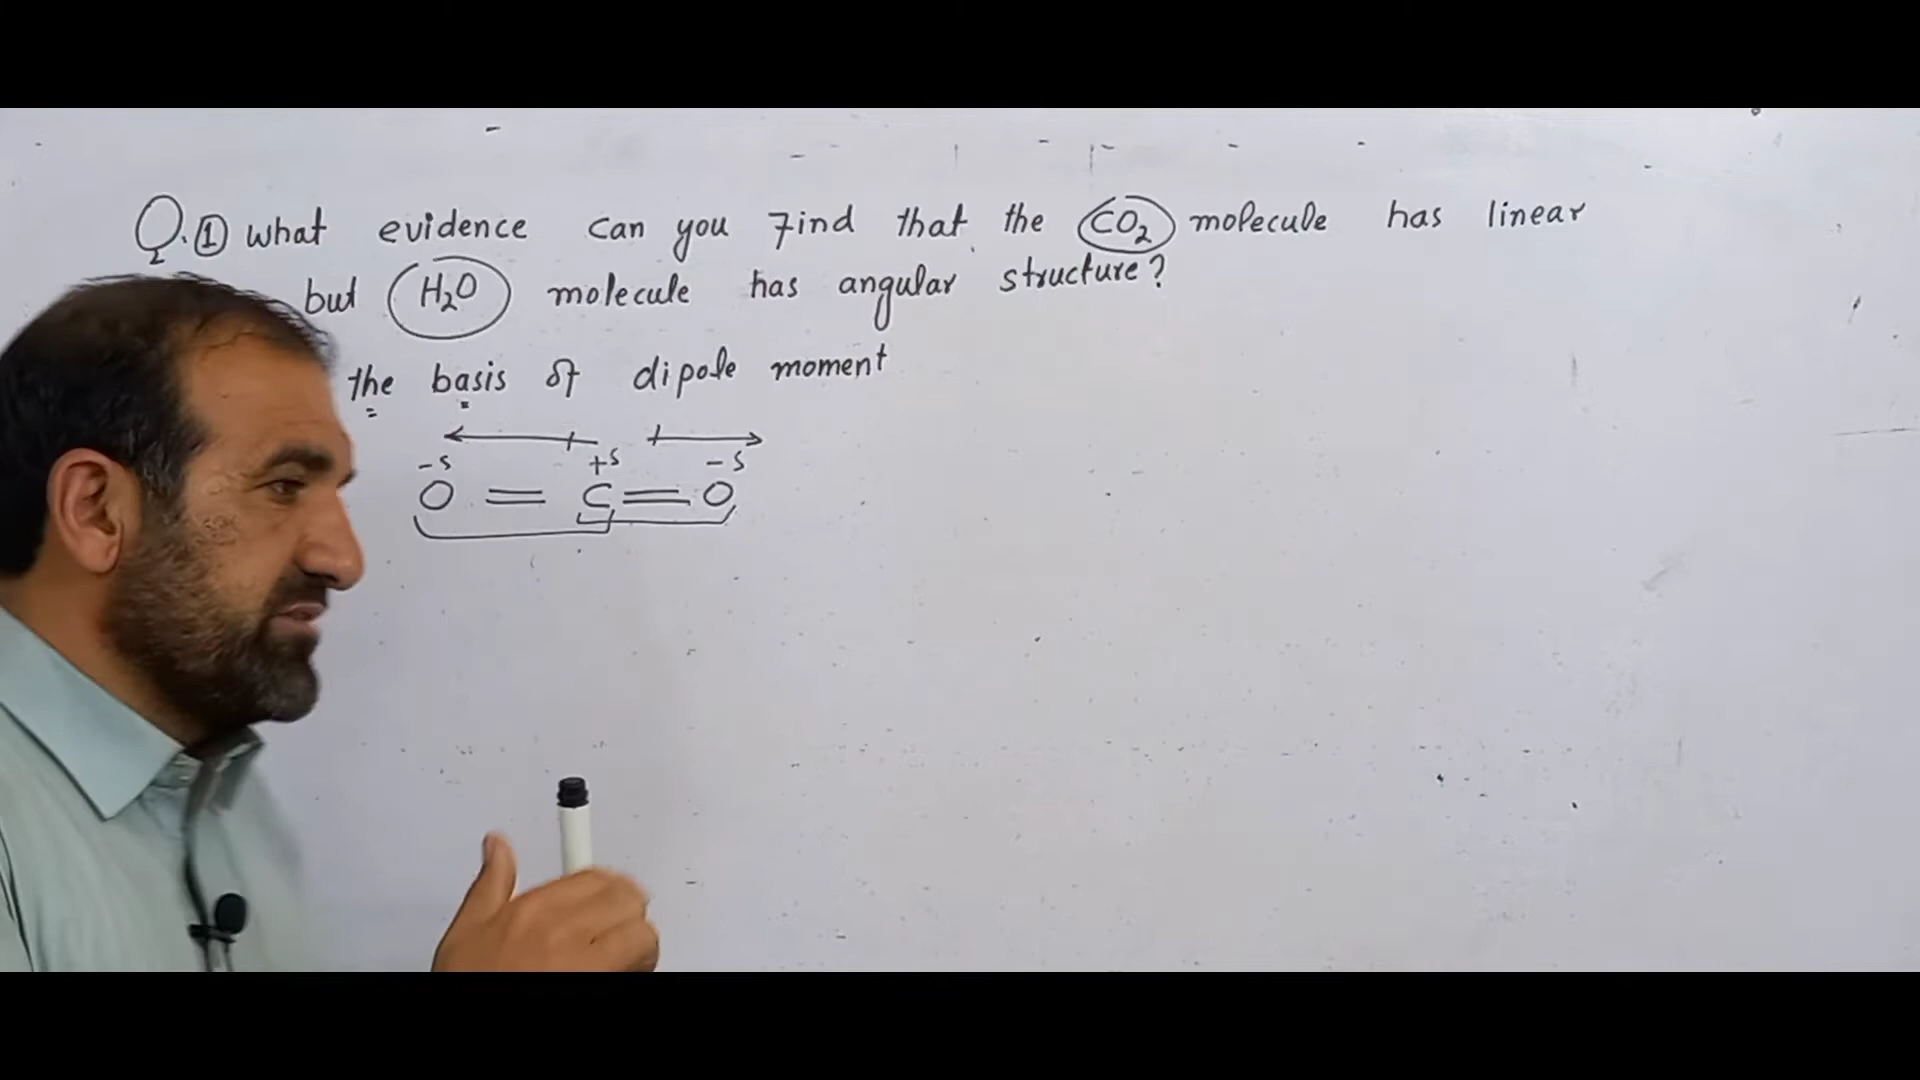 Q.① what evidence can you find that the CO₂ molecule has linear
but H₂O molecule has angular structure?
the basis of dipole moment
-s +s -s
O = C = O